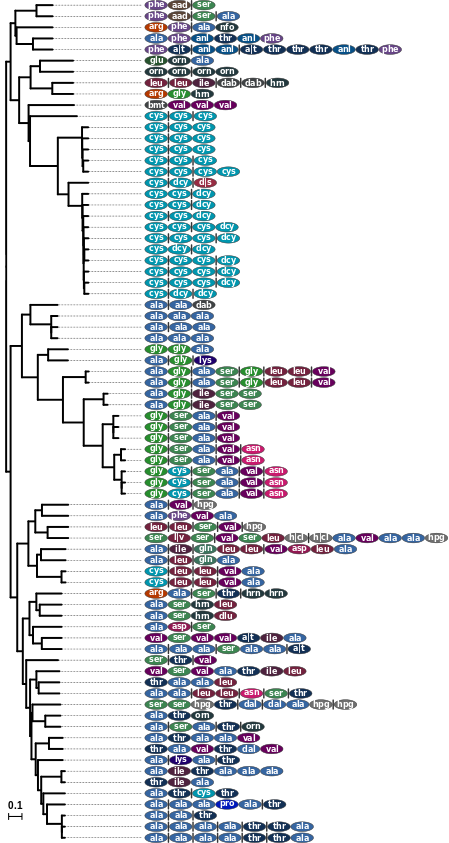 phe aad ser
phe aad ser ala
arg phe ala nfo
ala phe anl thr anl phe
phe a|t anl anl a|t thr thr thr anl thr phe
glu orn ala
orn orn orn orn
leu leu ile dab dab hrn
arg gly hrn
bmt val val val
cys cys cys
cys cys cys
cys cys cys
cys cys cys
cys cys cys
cys cys cys cys
cys dcy d|s
cys cys dcy
cys cys dcy
cys cys dcy
cys cys cys dcy
cys cys cys dcy
cys dcy dcy
cys cys cys dcy
cys cys cys dcy
cys cys cys dcy
cys dcy dcy
ala ala dab
ala ala ala
ala ala ala
ala ala ala
gly gly ala
ala gly lys
ala gly ala ser gly leu leu val
ala gly ala ser gly leu leu val
ala gly ile ser ser
ala gly ile ser ser
gly ser ala val
gly ser ala val
gly ser ala val
gly ser ala val asn
gly ser ala val asn
gly cys ser ala val asn
gly cys ser ala val asn
gly cys ser ala val asn
ala val hpg
ala phe val ala
leu leu ser val hpg
ser l|v ser val ser leu h|cl h|cl ala val ala ala hpg
ala ile gln leu leu val asp leu ala
ala leu gln ala
cys leu leu val ala
cys leu leu val ala
arg ala ser thr hrn hrn
ala ser hrn leu
ala ser hrn dlu
ala asp ser
val ser val val a|t ile ala
ala ala ala ser ala ala a|t
ser thr val
val ser val ala thr ile leu
thr ala ala leu
ala ala leu leu asn ser thr
ser ser hpg thr dal dal ala hpg hpg
ala thr orn
ala ser ala thr orn
ala thr ala ala val
thr ala val thr dal val
ala lys ala thr
ala ile thr ala ala ala
thr ile ala
ala thr cys thr
ala ala ala pro ala thr
0.1
ala ala thr
ala ala ala ala thr thr ala
ala ala ala ala thr thr ala